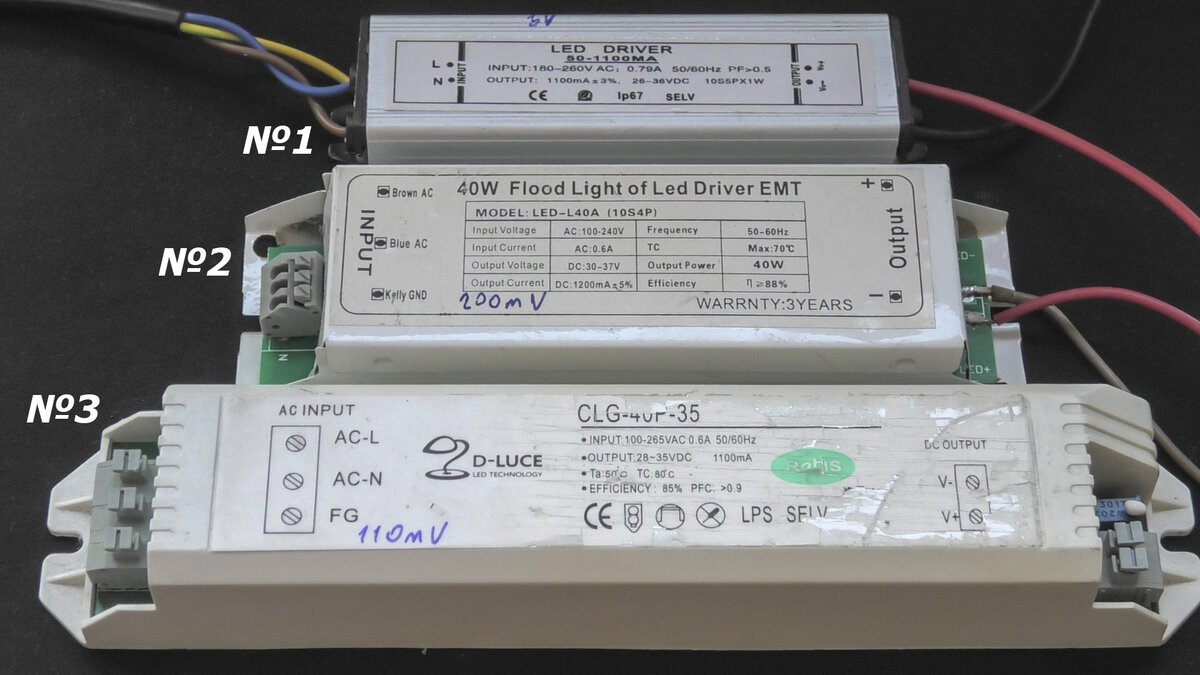 5V
LED DRIVER
50-1100MA
INPUT:180-260V AC; 0.79A 50/60Hz PF>0.5
OUTPUT: 1100mA±3%, 26-36VDC 10S5PX1W
CE Ip67 SELV
L
N
INPUT
OUTPUT
V+
V-
№1
40W Flood Light of Led Driver EMT
MODEL: LED-L40A (10S4P)
Input Voltage AC:100-240V Frequency 50-60Hz
Input Current AC:0.6A TC Max:70℃
Output Voltage DC:30-37V Output Power 40W
Output Current DC:1200mA±5% Efficiency η≥88%
WARRNTY:3YEARS
200mV
Brown AC
Blue AC
Kelly GND
INPUT
+
Output
−
LED-
LED+
N
№2
№3
AC INPUT
AC-L
AC-N
FG
110mV
D-LUCE
LED TECHNOLOGY
CLG-40P-35
•INPUT:100-265VAC 0.6A 50/60Hz
•OUTPUT:28-35VDC 1100mA
•Ta:50℃ TC:80℃
•EFFICIENCY: 85% PFC: >0.9
CE LPS SELV
RoHS
DC OUTPUT
V-
V+